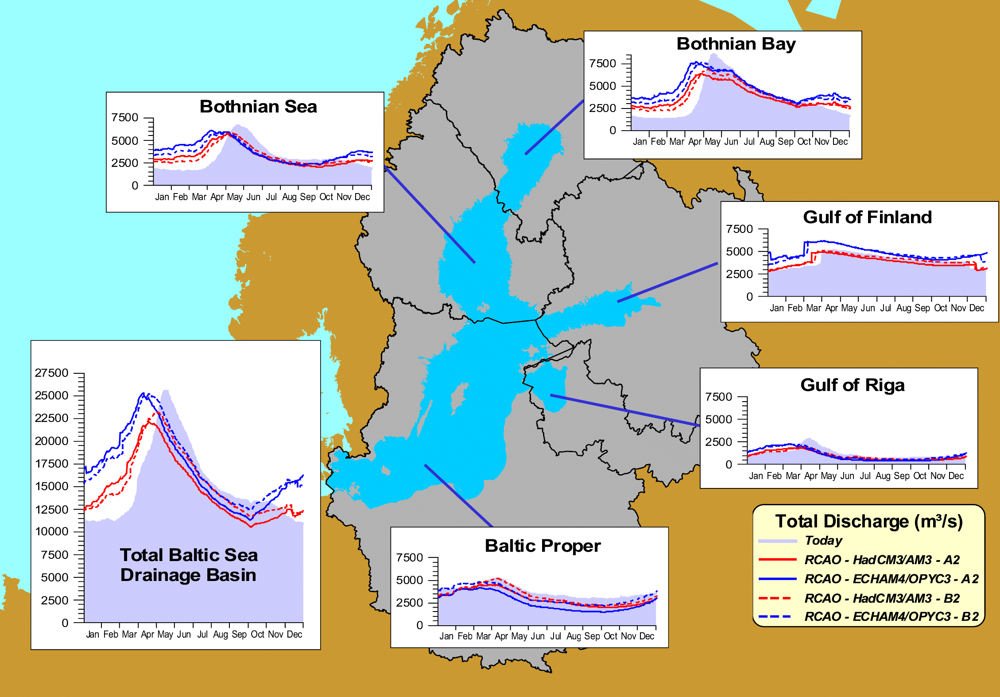 Bothnian Bay
7500
5000
2500
0
Jan Feb Mar Apr May Jun Jul Aug Sep Oct Nov Dec
Bothnian Sea
7500
5000
2500
0
Jan Feb Mar Apr May Jun Jul Aug Sep Oct Nov Dec
Gulf of Finland
7500
5000
2500
0
Jan Feb Mar Apr May Jun Jul Aug Sep Oct Nov Dec
27500
25000
22500
20000
17500
15000
12500
10000
7500
5000
2500
0
Total Baltic Sea
Drainage Basin
Jan Feb Mar Apr May Jun Jul Aug Sep Oct Nov Dec
Gulf of Riga
7500
5000
2500
0
Jan Feb Mar Apr May Jun Jul Aug Sep Oct Nov Dec
Baltic Proper
7500
5000
2500
0
Jan Feb Mar Apr May Jun Jul Aug Sep Oct Nov Dec
Total Discharge (m³/s)
Today
RCAO - HadCM3/AM3 - A2
RCAO - ECHAM4/OPYC3 - A2
RCAO - HadCM3/AM3 - B2
RCAO - ECHAM4/OPYC3 - B2